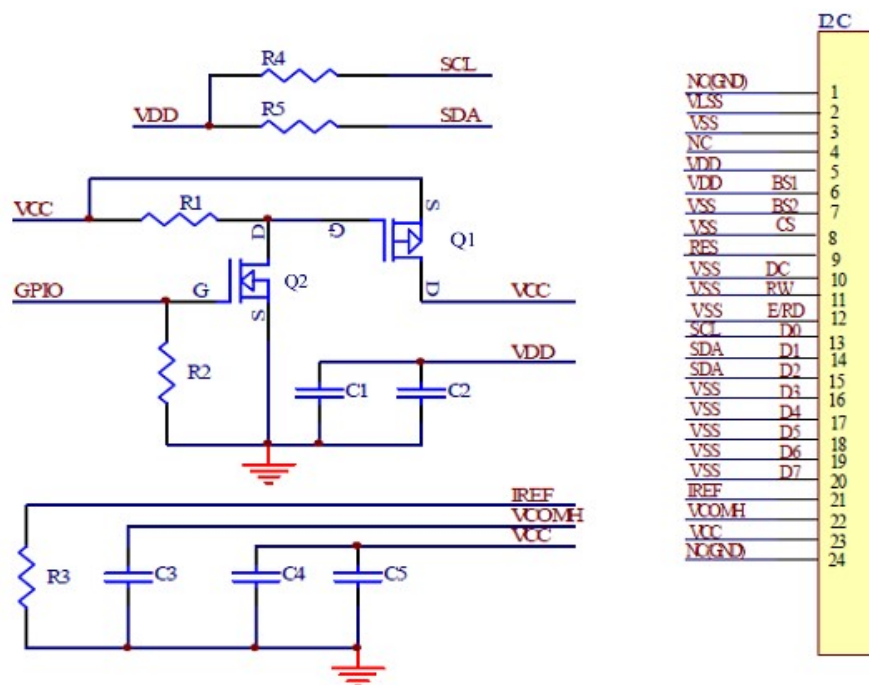 I2C
R4 SCL
VDD R5 SDA
VCC R1 D G S Q1
GPIO G Q2 S D VCC
R2 C1 C2 VDD
IREF
VCOMH
VCC
R3 C3 C4 C5
NC(GND) 1
VLSS 2
VSS 3
NC 4
VDD 5
VDD BS1 6
VSS BS2 7
VSS CS 8
RES 9
VSS DC 10
VSS RW 11
VSS E/RD 12
SCL D0 13
SDA D1 14
SDA D2 15
VSS D3 16
VSS D4 17
VSS D5 18
VSS D6 19
VSS D7 20
IREF 21
VCOMH 22
VCC 23
NC(GND) 24